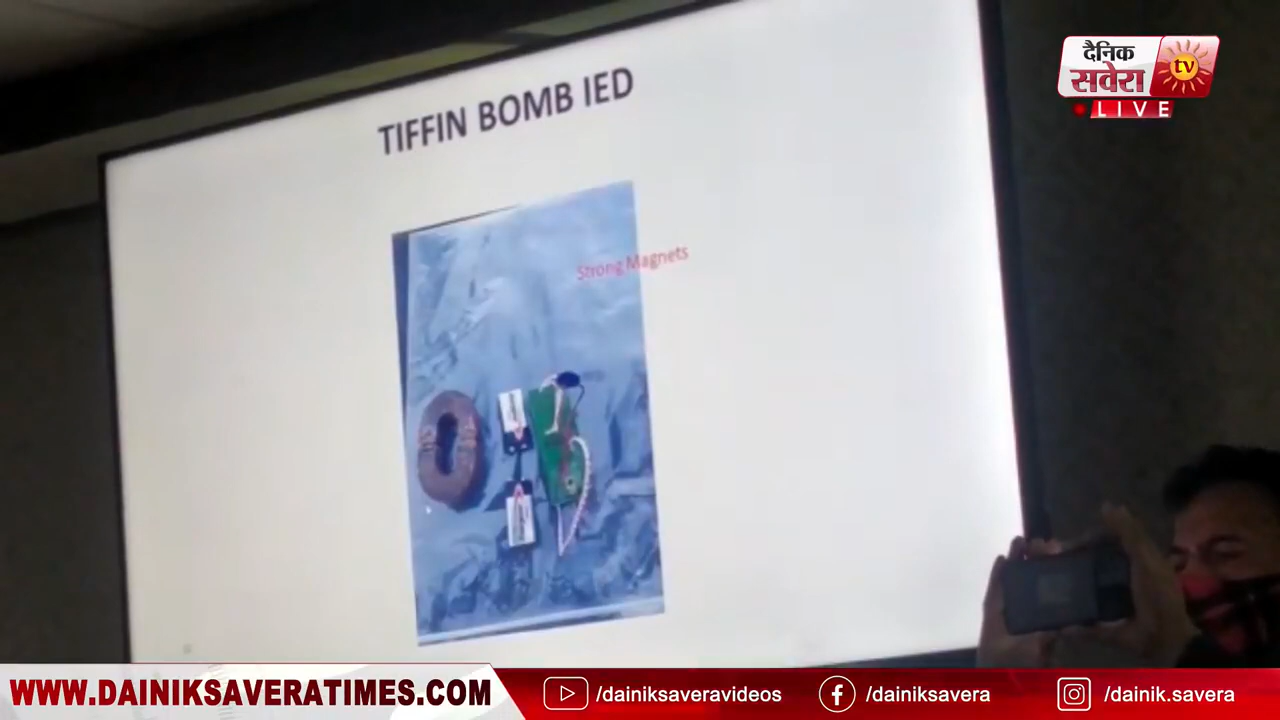 TIFFIN BOMB IED
Strong Magnets
दैनिक
सवेरा
tv
LIVE
WWW.DAINIKSAVERATIMES.COM
/dainiksaveravideos
/dainiksavera
/dainik.savera